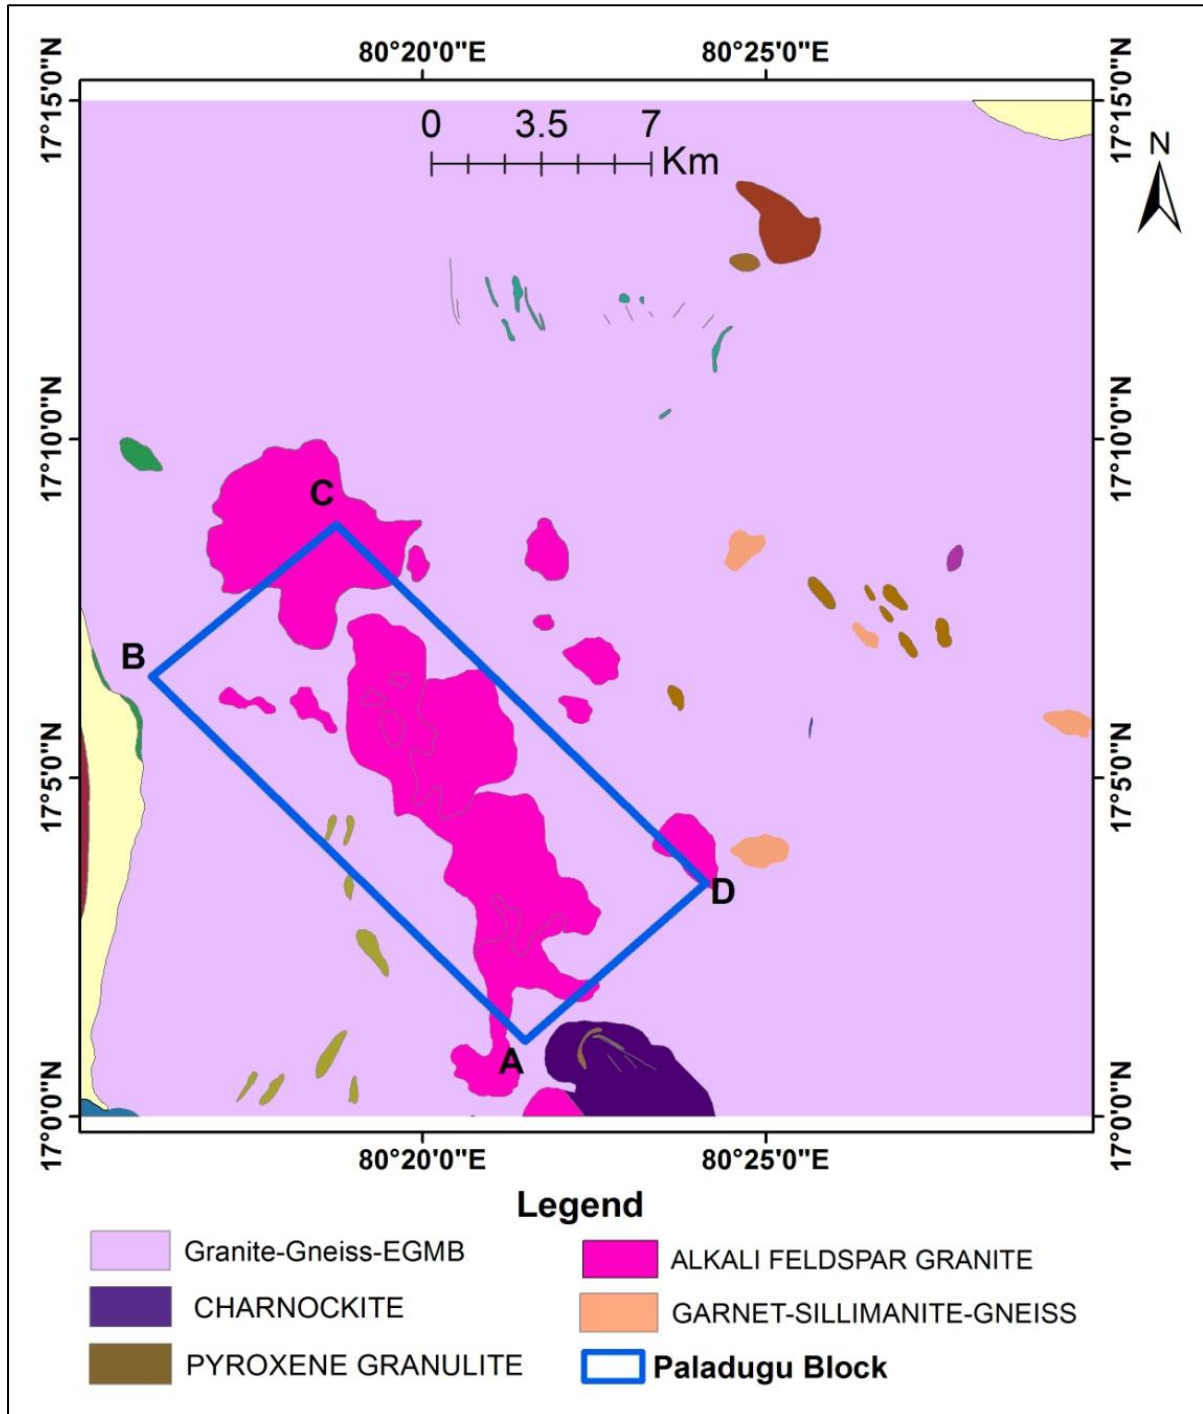 80°20'0"E 80°25'0"E
17°15'0"N 17°15'0"N
0 3.5 7
Km
N
17°10'0"N 17°10'0"N
C
B
17°5'0"N 17°5'0"N
D
A
17°0'0"N 17°0'0"N
80°20'0"E 80°25'0"E
Legend
Granite-Gneiss-EGMB
ALKALI FELDSPAR GRANITE
CHARNOCKITE
GARNET-SILLIMANITE-GNEISS
PYROXENE GRANULITE
Paladugu Block